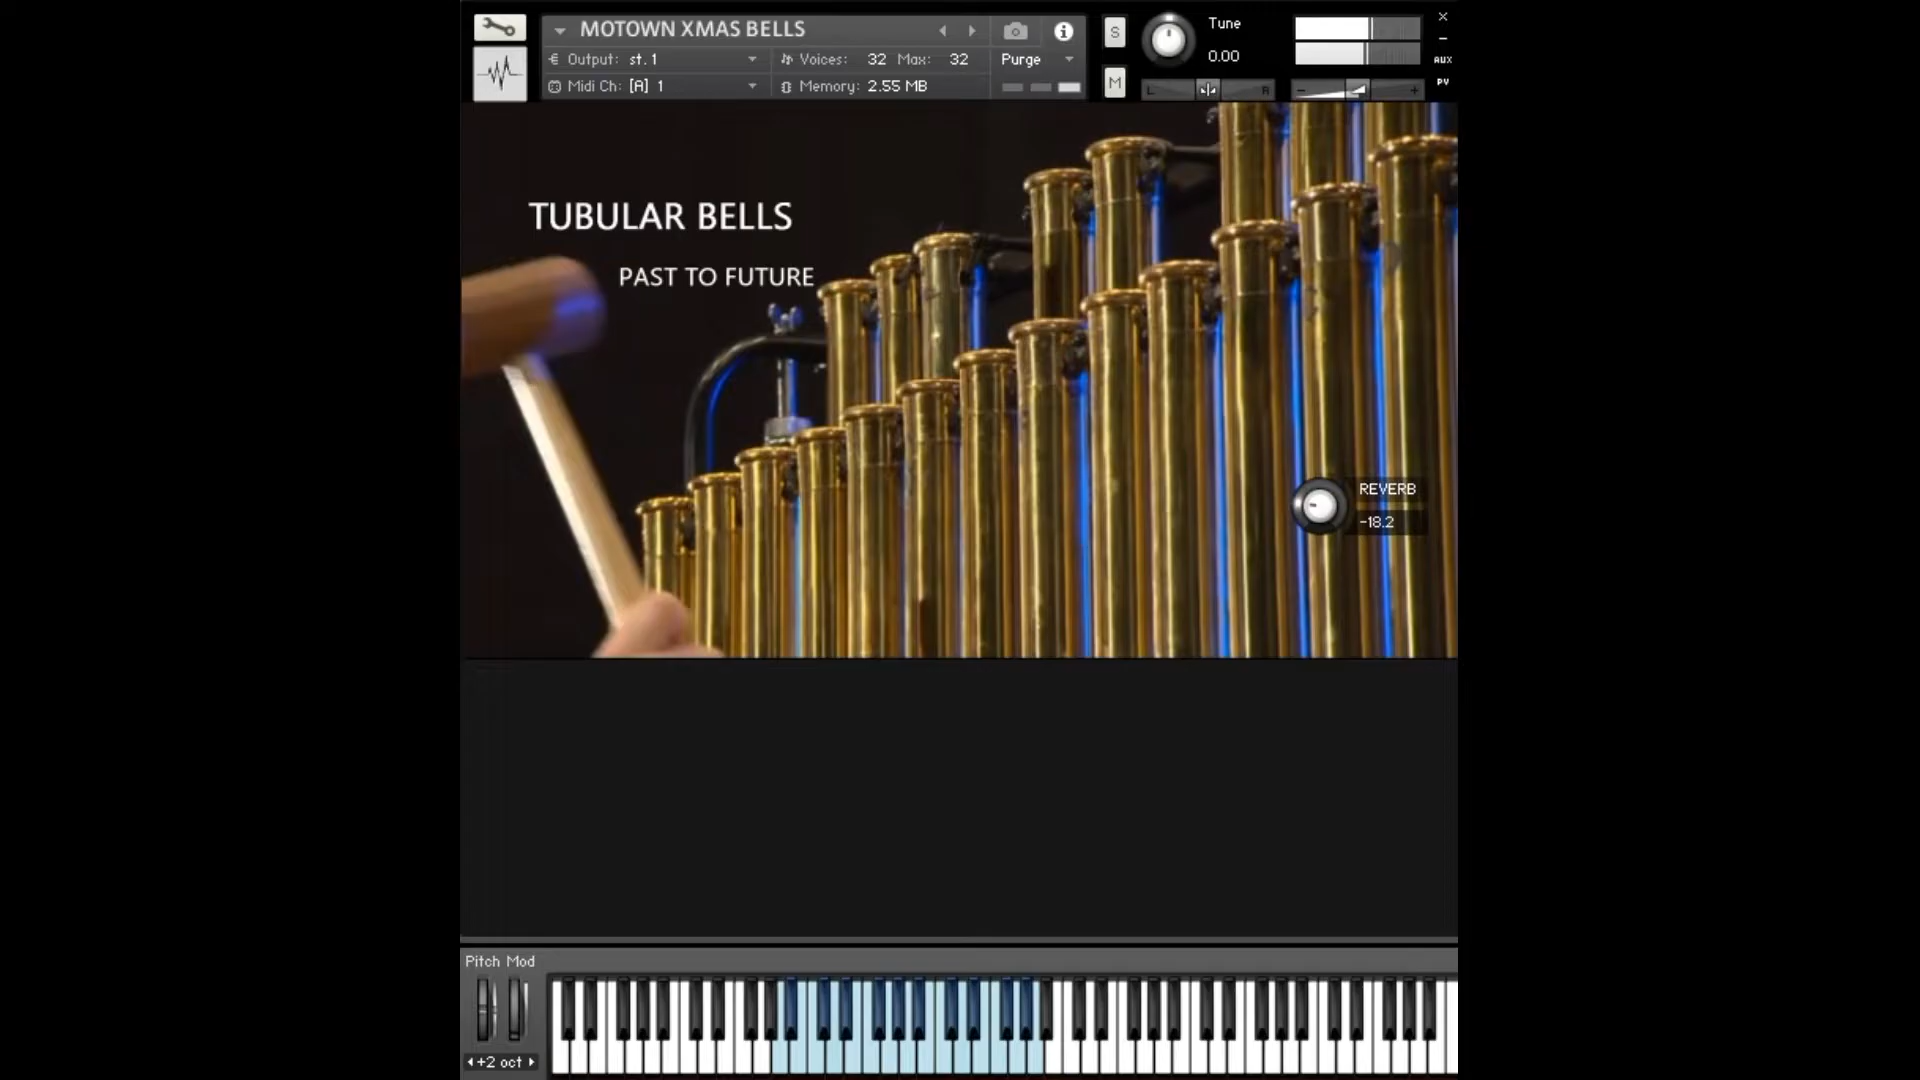 MOTOWN XMAS BELLS
S
Tune
0.00
×
−
AUX
PV
Output: st.1
Voices: 32 Max: 32
Purge
Midi Ch: [A] 1
Memory: 2.55 MB
M
L
R
−
+
TUBULAR BELLS
PAST TO FUTURE
REVERB
-18.2
Pitch Mod
+2 oct